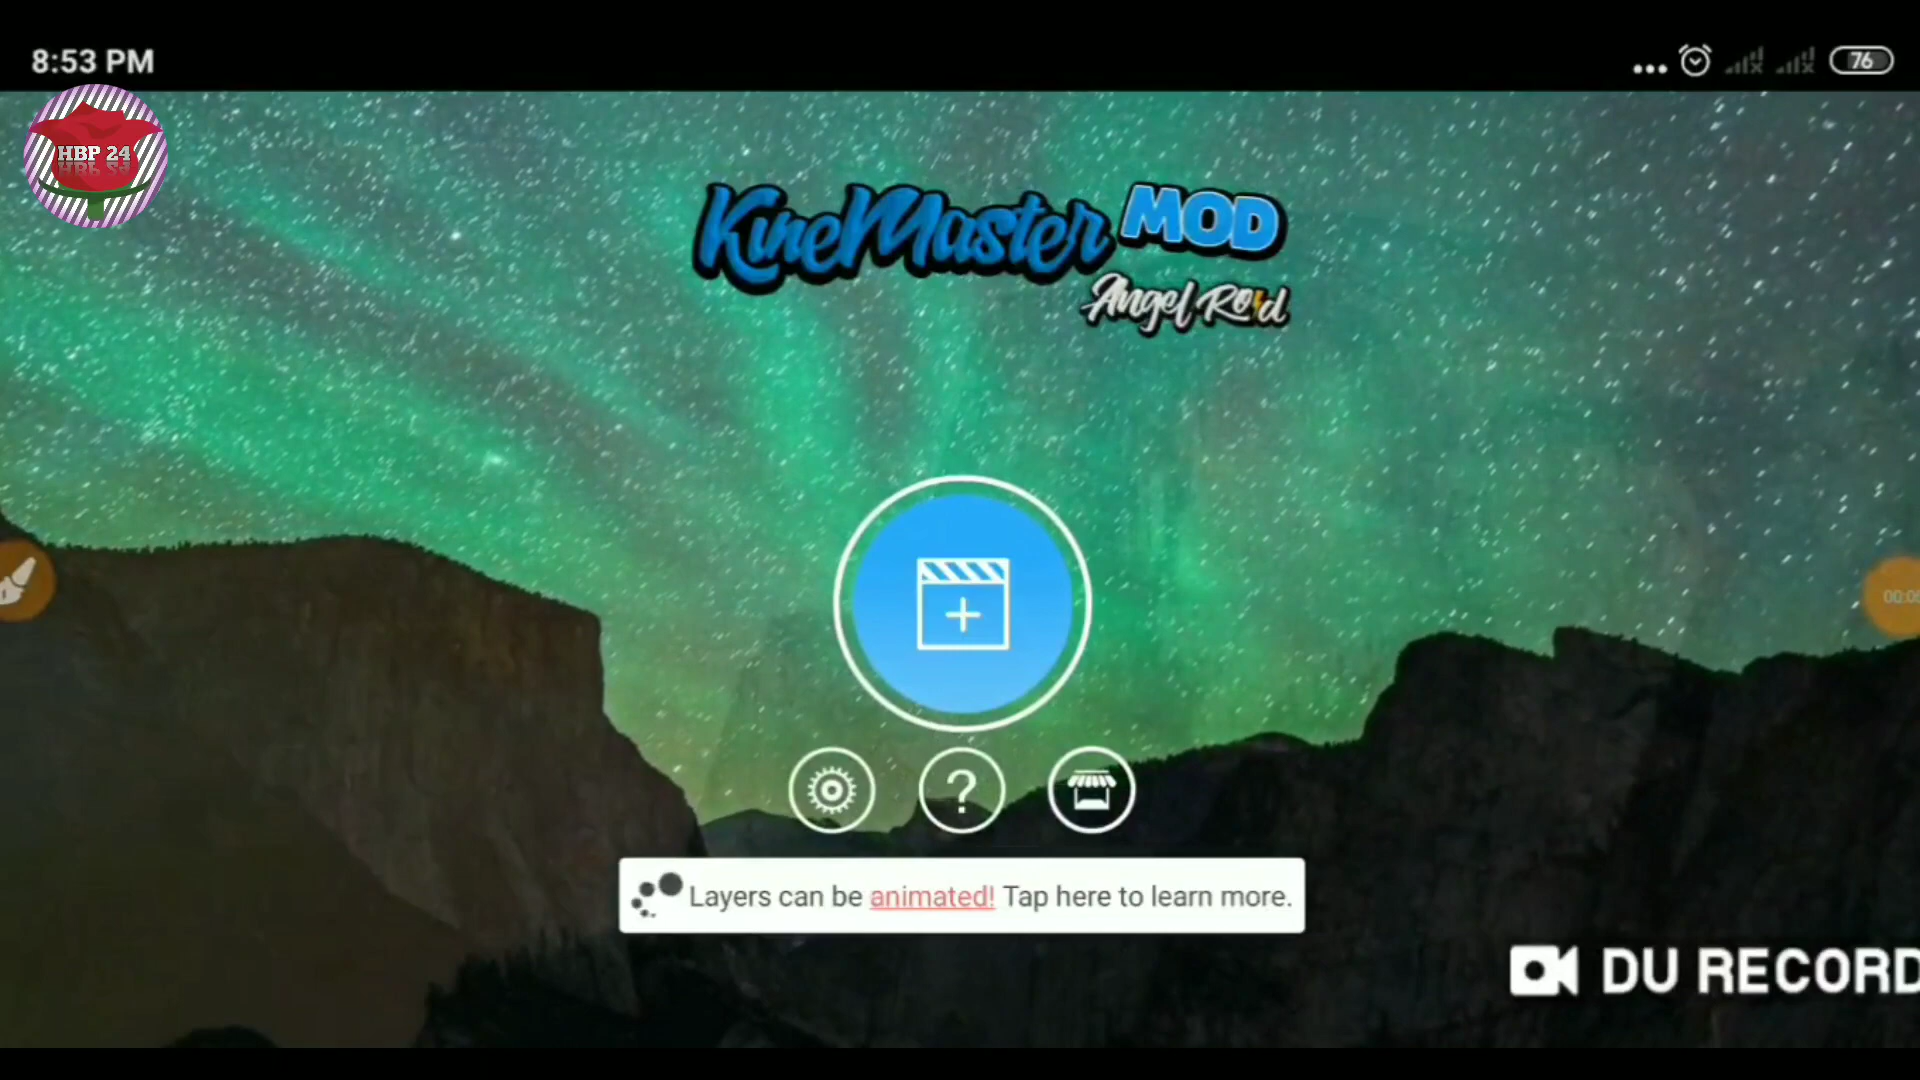 8:53 PM
76
HBP 24
KineMaster MOD
Angel Roid
Layers can be animated! Tap here to learn more.
DU RECORD